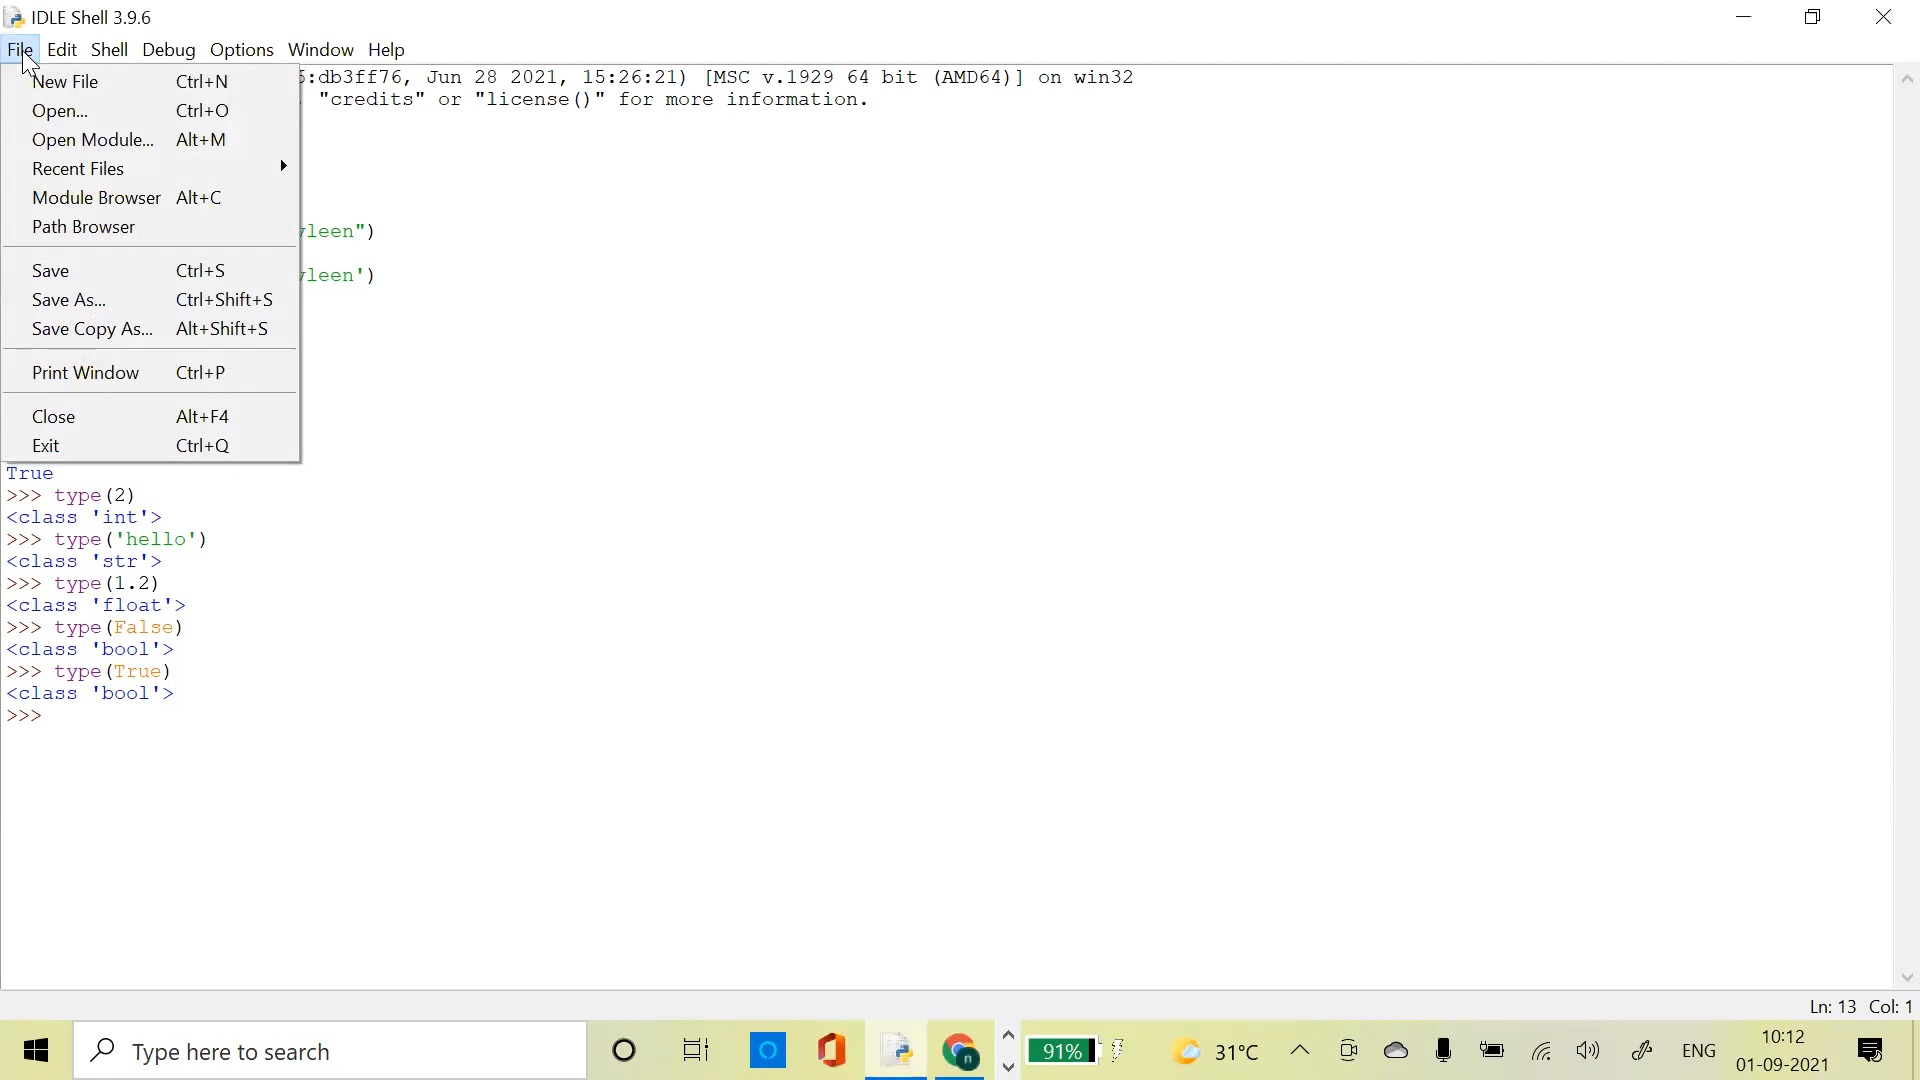 IDLE Shell 3.9.6
File Edit Shell Debug Options Window Help
New File Ctrl+N
Open... Ctrl+O
Open Module... Alt+M
Recent Files
Module Browser Alt+C
Path Browser
Save Ctrl+S
Save As... Ctrl+Shift+S
Save Copy As... Alt+Shift+S
Print Window Ctrl+P
Close Alt+F4
Exit Ctrl+Q
:db3ff76, Jun 28 2021, 15:26:21) [MSC v.1929 64 bit (AMD64)] on win32
"credits" or "license()" for more information.
leen")
leen')
True
>>> type(2)
<class 'int'>
>>> type('hello')
<class 'str'>
>>> type(1.2)
<class 'float'>
>>> type(False)
<class 'bool'>
>>> type(True)
<class 'bool'>
>>>
Ln: 13 Col: 1
Type here to search
n
91%
31°C
ENG
10:12
01-09-2021